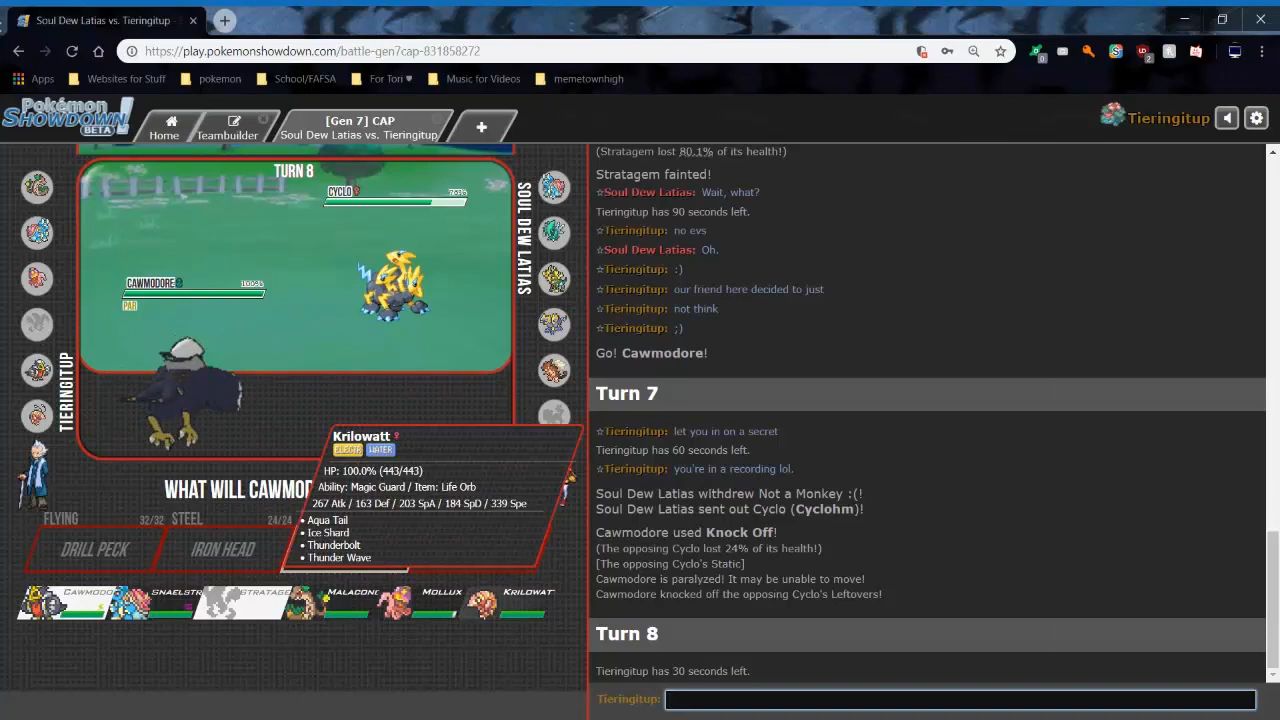 Soul Dew Latias vs. Tieringitup -
https://play.pokemonshowdown.com/battle-gen7cap-831858272
Apps
Websites for Stuff
pokemon
School/FAFSA
For Tori ♥
Music for Videos
memetownhigh
Pokémon
SHOWDOWN!
BETA
Home
Teambuilder
[Gen 7] CAP
Soul Dew Latias vs. Tieringitup
Tieringitup
TURN 8
CYCLO♀
CAWMODORE
100%
PAR
SOUL DEW LATIAS
TIERINGITUP
WHAT WILL CAWMOD
FLYING 32/32
STEEL 24/24
DRILL PECK
IRON HEAD
Krilowatt ♀
ELECTR WATER
HP: 100.0% (443/443)
Ability: Magic Guard / Item: Life Orb
267 Atk / 163 Def / 203 SpA / 184 SpD / 339 Spe
• Aqua Tail
• Ice Shard
• Thunderbolt
• Thunder Wave
CAWMODO
SNAELSTR
STRATAGE
MALACONG
MOLLUX
KRILOWAT
(Stratagem lost 80.1% of its health!)
Stratagem fainted!
☆Soul Dew Latias: Wait, what?
Tieringitup has 90 seconds left.
☆Tieringitup: no evs
☆Soul Dew Latias: Oh.
☆Tieringitup: :)
☆Tieringitup: our friend here decided to just
☆Tieringitup: not think
☆Tieringitup: ;)
Go! Cawmodore!
Turn 7
☆Tieringitup: let you in on a secret
Tieringitup has 60 seconds left.
☆Tieringitup: you're in a recording lol.
Soul Dew Latias withdrew Not a Monkey :(!
Soul Dew Latias sent out Cyclo (Cyclohm)!
Cawmodore used Knock Off!
(The opposing Cyclo lost 24% of its health!)
[The opposing Cyclo's Static]
Cawmodore is paralyzed! It may be unable to move!
Cawmodore knocked off the opposing Cyclo's Leftovers!
Turn 8
Tieringitup has 30 seconds left.
Tieringitup: